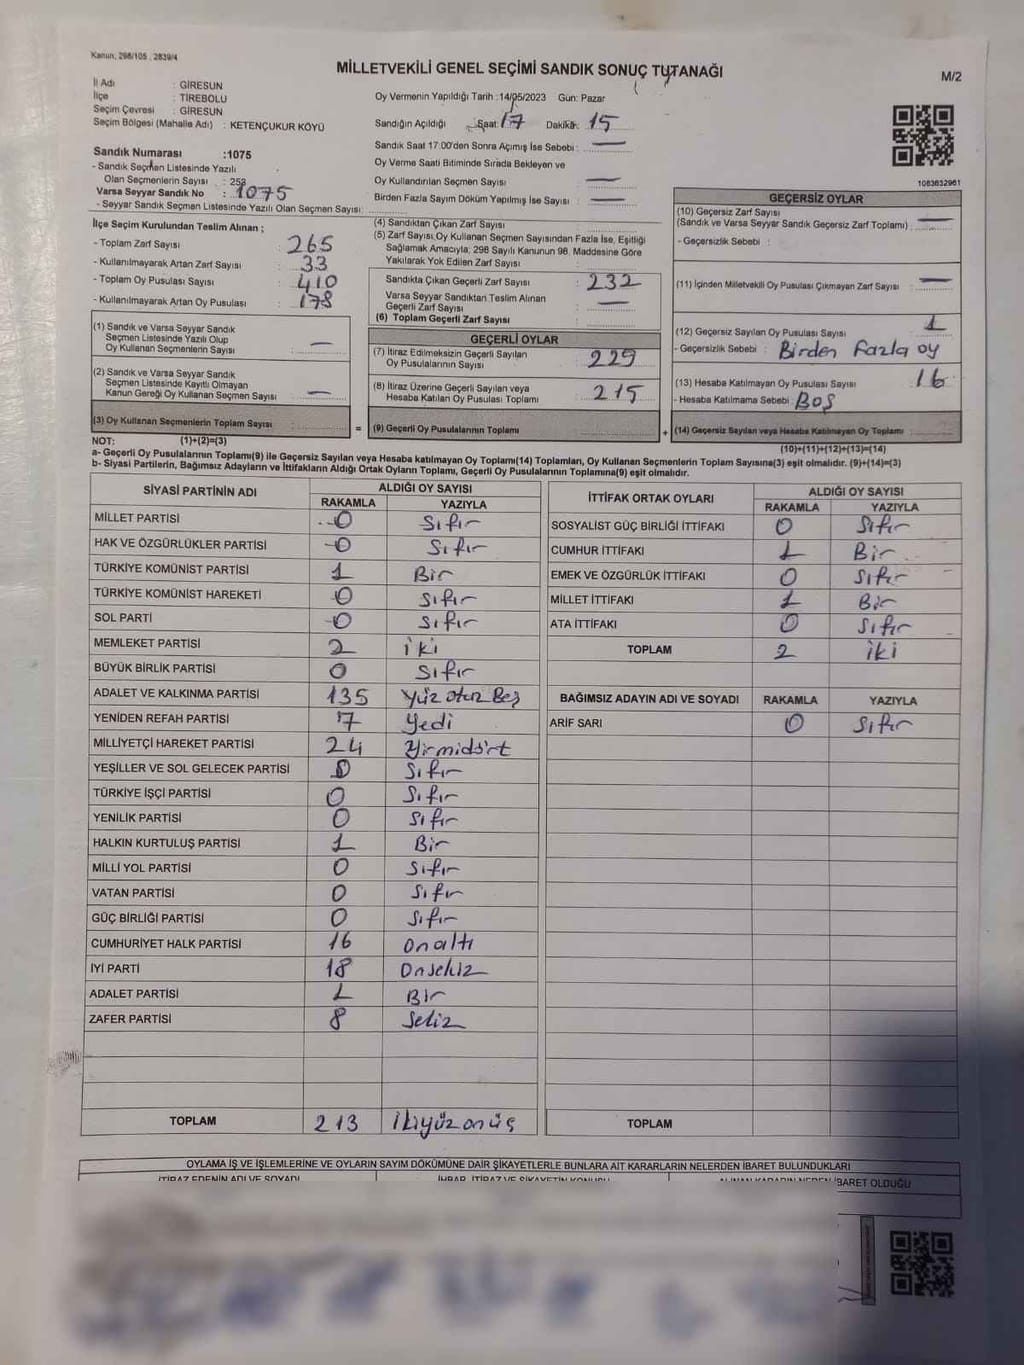 Kanun; 298/105 , 2839/4
MİLLETVEKİLİ GENEL SEÇİMİ SANDIK SONUÇ TUTANAĞI
M/2
İl Adı : GİRESUN
İlçe : TİREBOLU
Seçim Çevresi : GİRESUN
Seçim Bölgesi (Mahalle Adı) : KETENÇUKUR KÖYÜ
Oy Vermenin Yapıldığı Tarih :14/05/2023 Gün: Pazar
Sandığın Açıldığı Saat: 17 Dakika: 15
Sandık Saat 17.00'den Sonra Açımış İse Sebebi : —
Oy Verme Saati Bitiminde Sırada Bekleyen ve
Oy Kullandırılan Seçmen Sayısı : —
Birden Fazla Sayım Döküm Yapılmış İse Sayısı : —
Sandık Numarası :1075
- Sandık Seçmen Listesinde Yazılı
Olan Seçmenlerin Sayısı : 253
Varsa Seyyar Sandık No : 1075
- Seyyar Sandık Seçmen Listesinde Yazılı Olan Seçmen Sayısı:
1083632961
İlçe Seçim Kurulundan Teslim Alınan ;
- Toplam Zarf Sayısı : 265
- Kullanılmayarak Artan Zarf Sayısı : 33
- Toplam Oy Pusulası Sayısı : 410
- Kullanılmayarak Artan Oy Pusulası : 178
(1) Sandık ve Varsa Seyyar Sandık
Seçmen Listesinde Yazılı Olup
Oy Kullanan Seçmenlerin Sayısı : —
(2) Sandık ve Varsa Seyyar Sandık
Seçmen Listesinde Kayıtlı Olmayan
Kanun Gereği Oy Kullanan Seçmen Sayısı : —
(3) Oy Kullanan Seçmenlerin Toplam Sayısı
(1)+(2)=(3)
(4) Sandıktan Çıkan Zarf Sayısı :
(5) Zarf Sayısı,Oy Kullanan Seçmen Sayısından Fazla İse, Eşitliği
Sağlamak Amacıyla; 298 Sayılı Kanunun 98. Maddesine Göre
Yakılarak Yok Edilen Zarf Sayısı :
Sandıkta Çıkan Geçerli Zarf Sayısı : 232
Varsa Seyyar Sandıktan Teslim Alınan
Geçerli Zarf Sayısı : —
(6) Toplam Geçerli Zarf Sayısı :
GEÇERLİ OYLAR
(7) İtiraz Edilmeksizin Geçerli Sayılan
Oy Pusulalarının Sayısı : 229
(8) İtiraz Üzerine Geçerli Sayılan veya
Hesaba Katılan Oy Pusulası Toplamı : 215
= (9) Geçerli Oy Pusulalarının Toplamı
GEÇERSİZ OYLAR
(10) Geçersiz Zarf Sayısı
(Sandık ve Varsa Seyyar Sandık Geçersiz Zarf Toplamı) : —
- Geçersizlik Sebebi :
(11) İçinden Milletvekili Oy Pusulası Çıkmayan Zarf Sayısı : —
(12) Geçersiz Sayılan Oy Pusulası Sayısı : 1
- Geçersizlik Sebebi : Birden fazla oy
(13) Hesaba Katılmayan Oy Pusulası Sayısı : 16
- Hesaba Katılmama Sebebi : Boş
+ (14) Geçersiz Sayılan veya Hesaba Katılmayan Oy Toplamı :
(10)+(11)+(12)+(13)=(14)
NOT:
a- Geçerli Oy Pusulasının Toplamı(9) ile Geçersiz Sayılan veya Hesaba katılmayan Oy Toplamı(14) Toplamları, Oy Kullanan Seçmenlerin Toplam Sayısına(3) eşit olmalıdır. (9)+(14)=(3)
b- Siyasi Partilerin, Bağımsız Adayların ve İttifakların Aldığı Ortak Oyların Toplamı, Geçerli Oy Pusulalarının Toplamına(9) eşit olmalıdır.
SİYASİ PARTİNİN ADI ALDIĞI OY SAYISI
RAKAMLA YAZIYLA
MİLLET PARTİSİ 0 Sıfır
HAK VE ÖZGÜRLÜKLER PARTİSİ 0 Sıfır
TÜRKİYE KOMÜNİST PARTİSİ 1 Bir
TÜRKİYE KOMÜNİST HAREKETİ 0 Sıfır
SOL PARTİ 0 Sıfır
MEMLEKET PARTİSİ 2 iki
BÜYÜK BİRLİK PARTİSİ 0 Sıfır
ADALET VE KALKINMA PARTİSİ 135 Yüz otuz Beş
YENİDEN REFAH PARTİSİ 7 Yedi
MİLLİYETÇİ HAREKET PARTİSİ 24 Yirmidört
YEŞİLLER VE SOL GELECEK PARTİSİ 0 Sıfır
TÜRKİYE İŞÇİ PARTİSİ 0 Sıfır
YENİLİK PARTİSİ 0 Sıfır
HALKIN KURTULUŞ PARTİSİ 1 Bir
MİLLİ YOL PARTİSİ 0 Sıfır
VATAN PARTİSİ 0 Sıfır
GÜÇ BİRLİĞİ PARTİSİ 0 Sıfır
CUMHURİYET HALK PARTİSİ 16 Onaltı
İYİ PARTİ 18 Onsekiz
ADALET PARTİSİ 1 Bir
ZAFER PARTİSİ 8 Sekiz
TOPLAM 213 ikiyüz onüç
İTTİFAK ORTAK OYLARI ALDIĞI OY SAYISI
RAKAMLA YAZIYLA
SOSYALİST GÜÇ BİRLİĞİ İTTİFAKI 0 Sıfır
CUMHUR İTTİFAKI 1 Bir
EMEK VE ÖZGÜRLÜK İTTİFAKI 0 Sıfır
MİLLET İTTİFAKI 1 Bir
ATA İTTİFAKI 0 Sıfır
TOPLAM 2 iki
BAĞIMSIZ ADAYIN ADI VE SOYADI RAKAMLA YAZIYLA
ARİF SARI 0 Sıfır
TOPLAM
OYLAMA İŞ VE İŞLEMLERİNE VE OYLARIN SAYIM DÖKÜMÜNE DAİR ŞİKAYETLERLE BUNLARA AİT KARARLARIN NELERDEN İBARET BULUNDUKLARI
İTİRAZ EDENİN ADI VE SOYADI İHBAR, İTİRAZ VE ŞİKAYETİN KONUSU ALINAN KARARIN NEDEN İBARET OLDUĞU